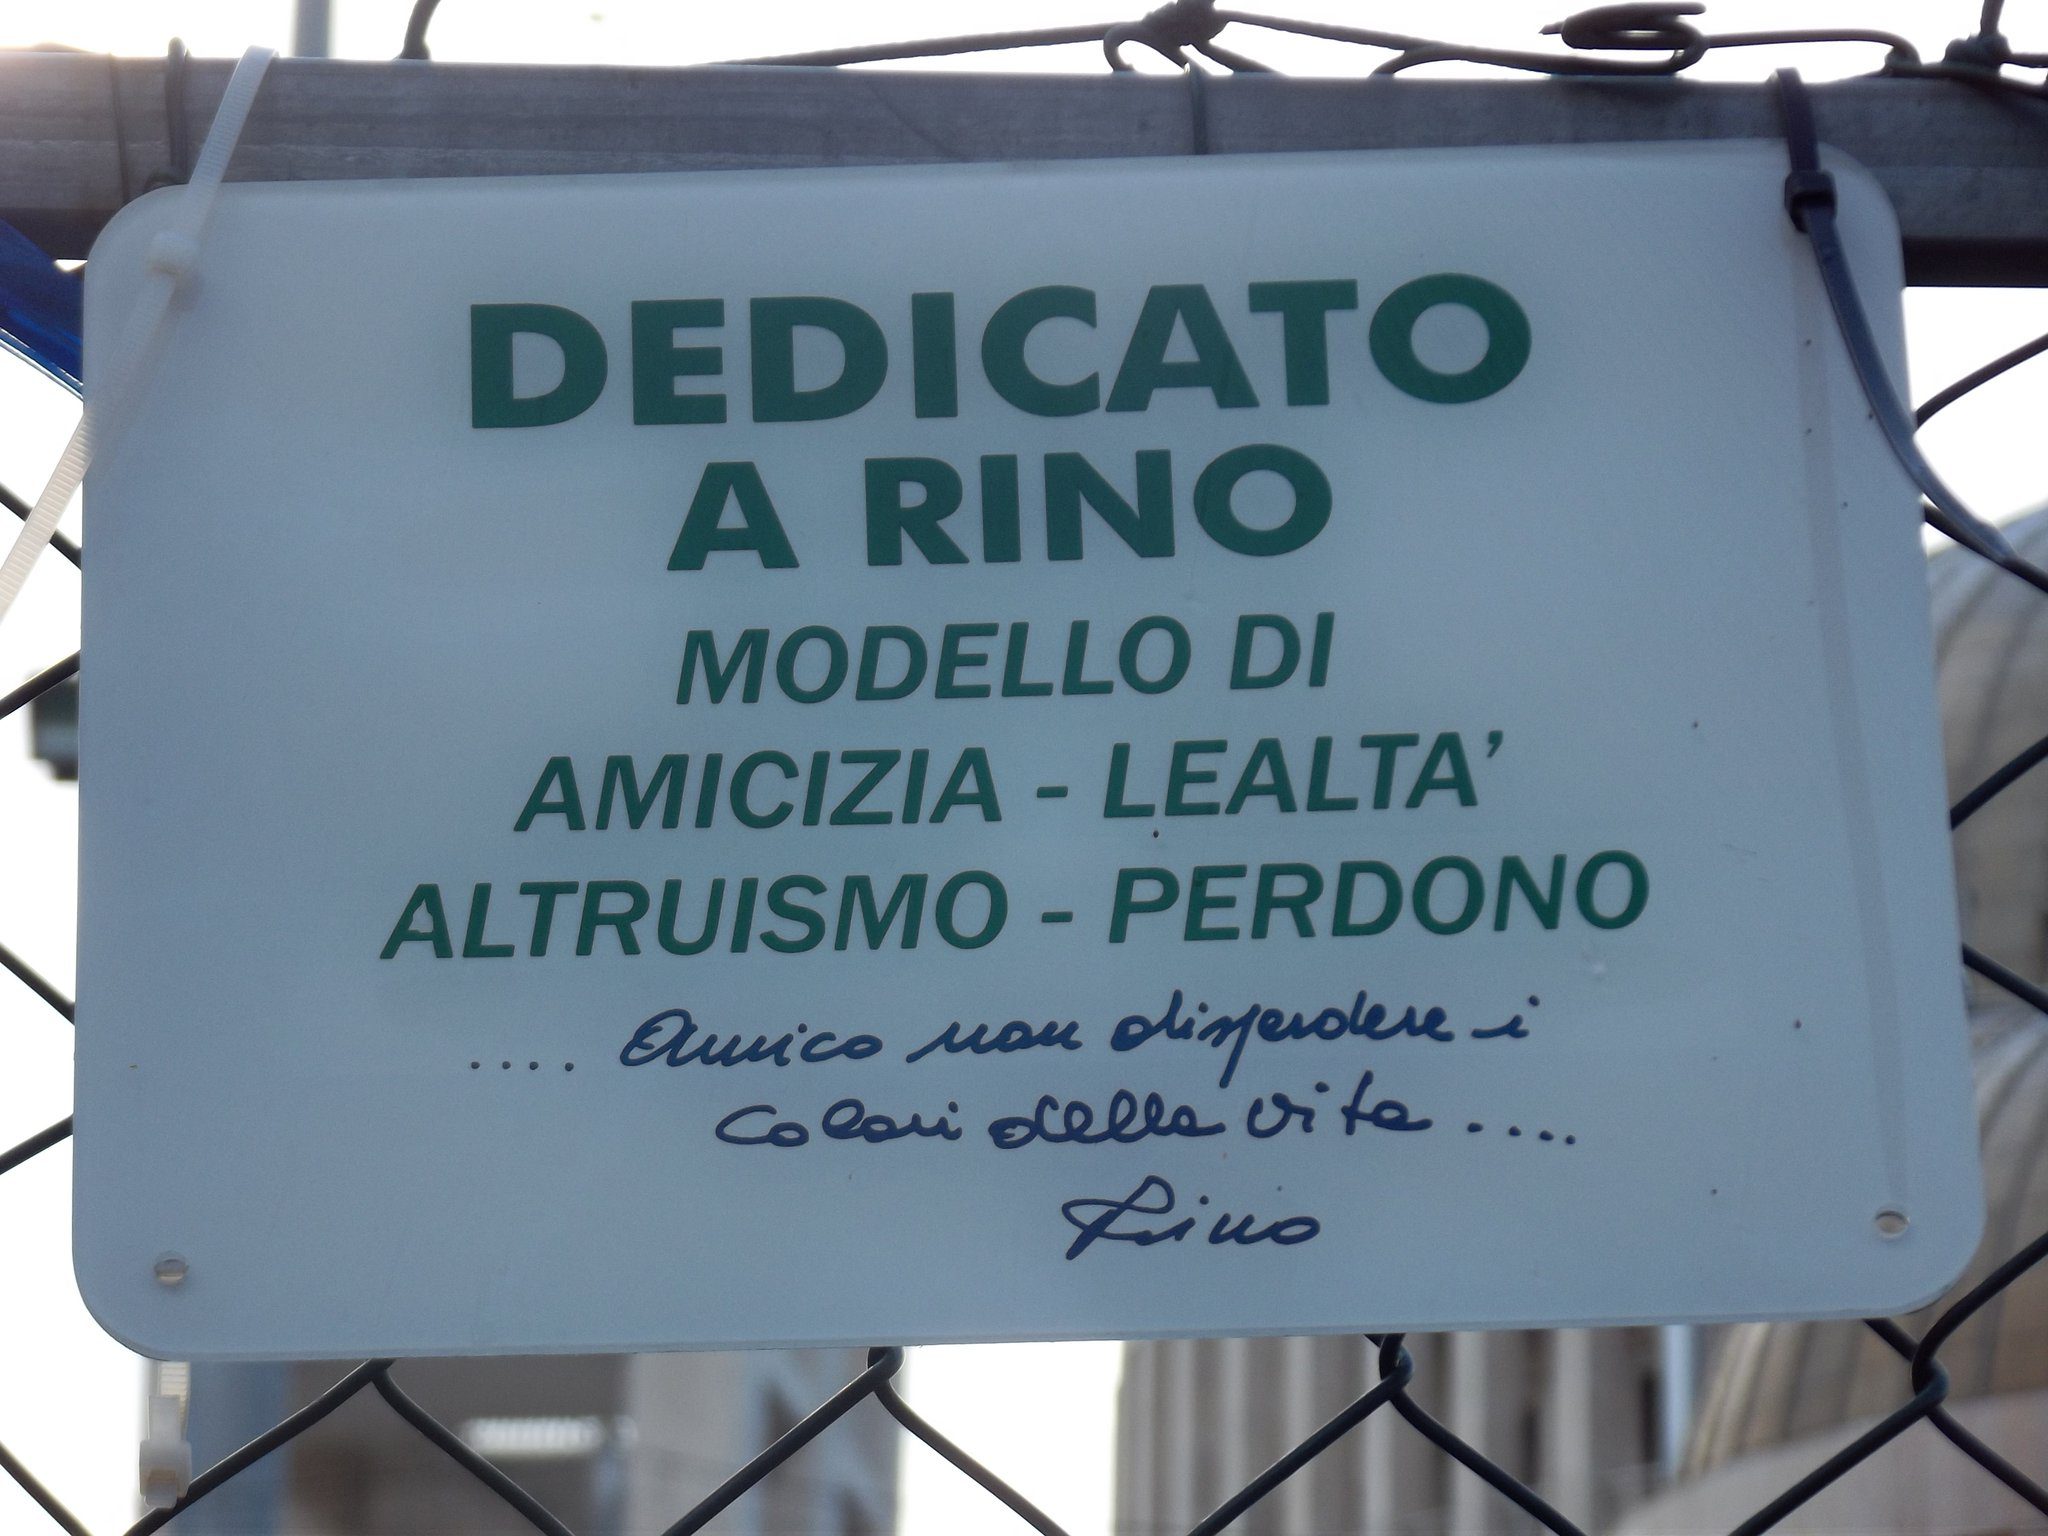 DEDICATO
A RINO
MODELLO DI
AMICIZIA - LEALTA'
ALTRUISMO - PERDONO
.... Amico non disperdere i
colori della vita ....
Rino